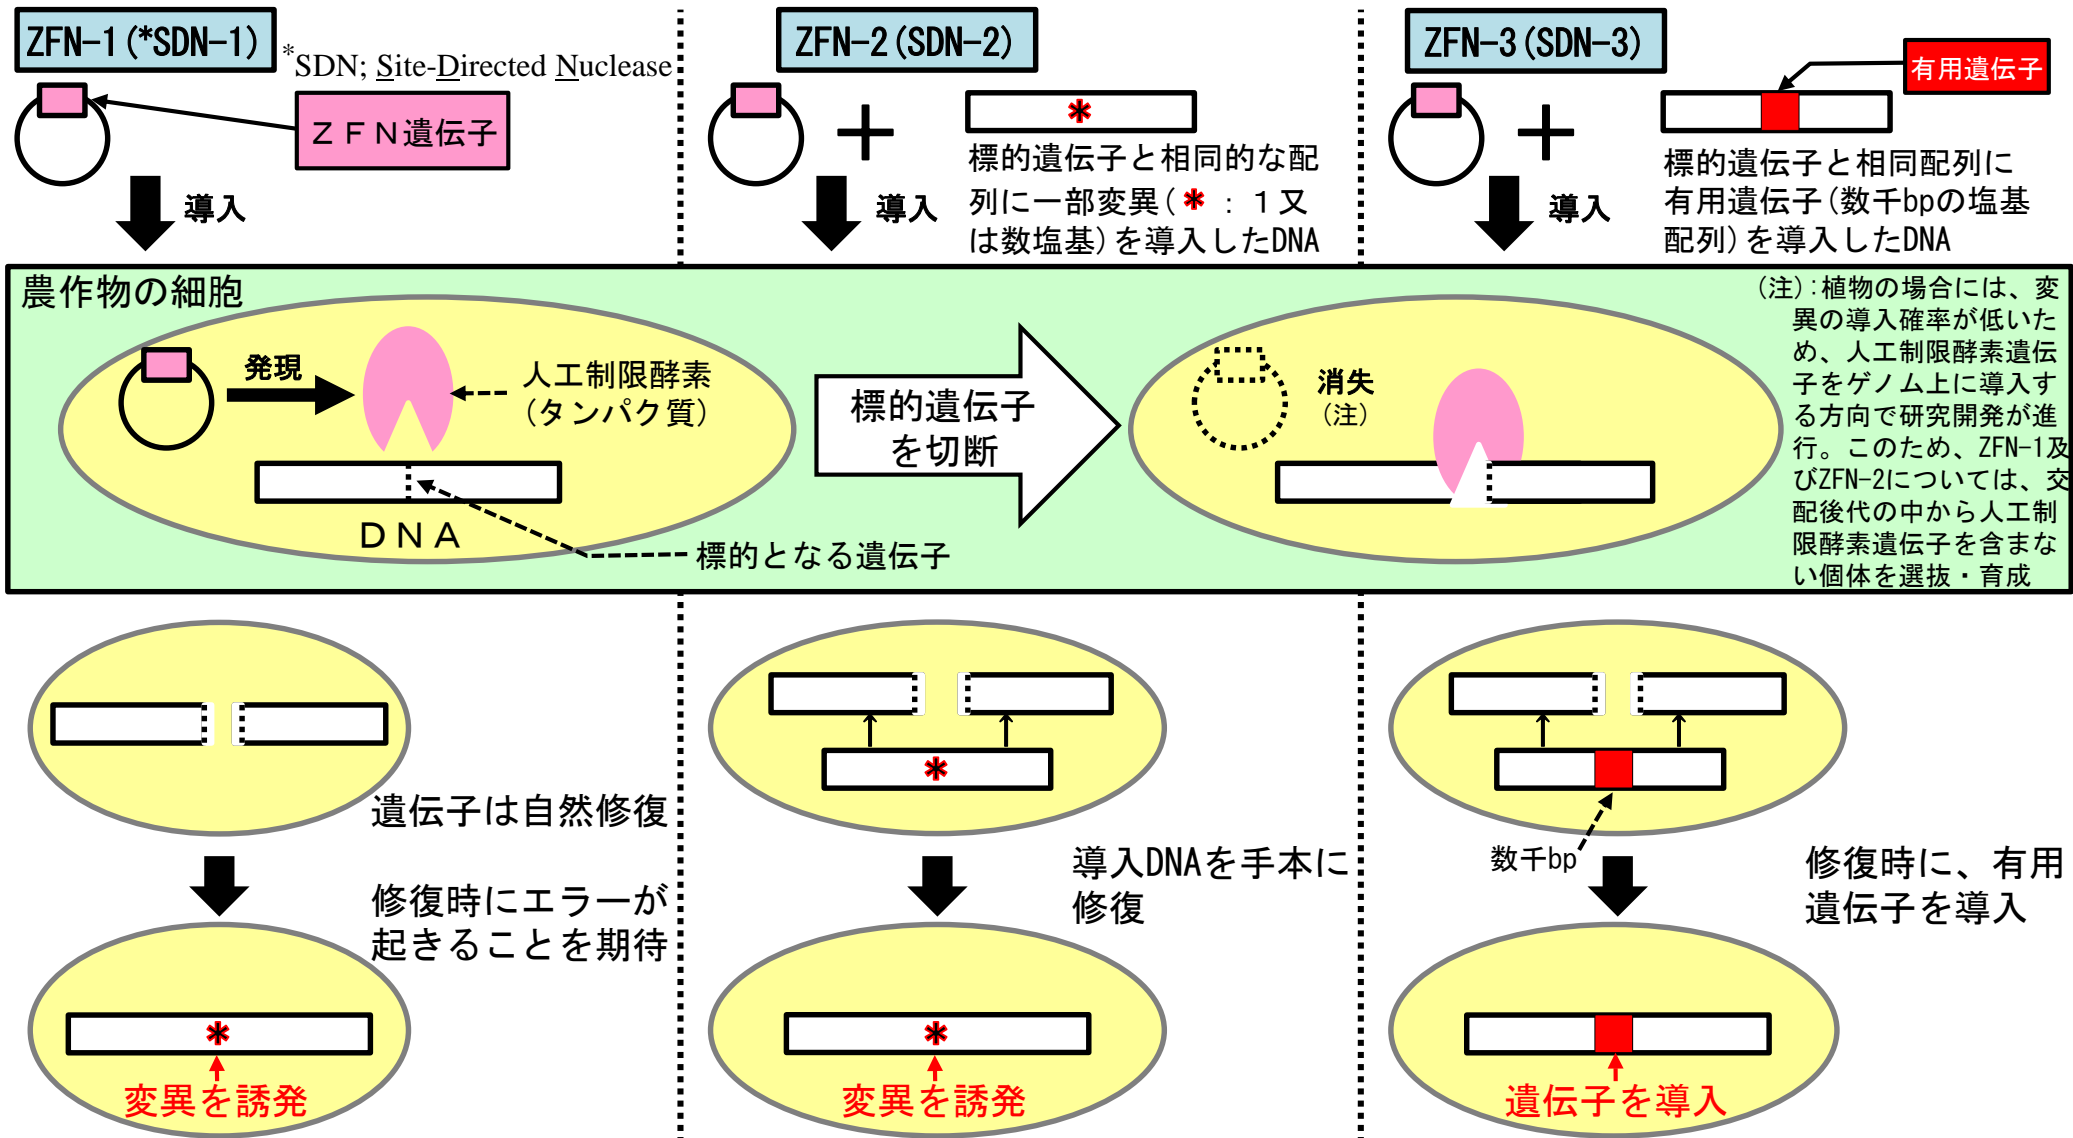 ZFN-1(*SDN-1)
*SDN; Site-Directed Nuclease
ZFN遺伝子
導入
ZFN-2(SDN-2)
*
標的遺伝子と相同的な配
列に一部変異(* : 1又
は数塩基)を導入したDNA
導入
ZFN-3(SDN-3)
有用遺伝子
標的遺伝子と相同配列に
有用遺伝子(数千bpの塩基
配列)を導入したDNA
導入
農作物の細胞
発現
人工制限酵素
(タンパク質)
DNA
標的となる遺伝子
標的遺伝子
を切断
消失
(注)
(注):植物の場合には、変
異の導入確率が低いた
め、人工制限酵素遺伝
子をゲノム上に導入す
る方向で研究開発が進
行。このため、ZFN-1及
びZFN-2については、交
配後代の中から人工制
限酵素遺伝子を含まな
い個体を選抜・育成
遺伝子は自然修復
修復時にエラーが
起きることを期待
*
変異を誘発
*
導入DNAを手本に
修復
*
変異を誘発
数千bp
修復時に、有用
遺伝子を導入
遺伝子を導入